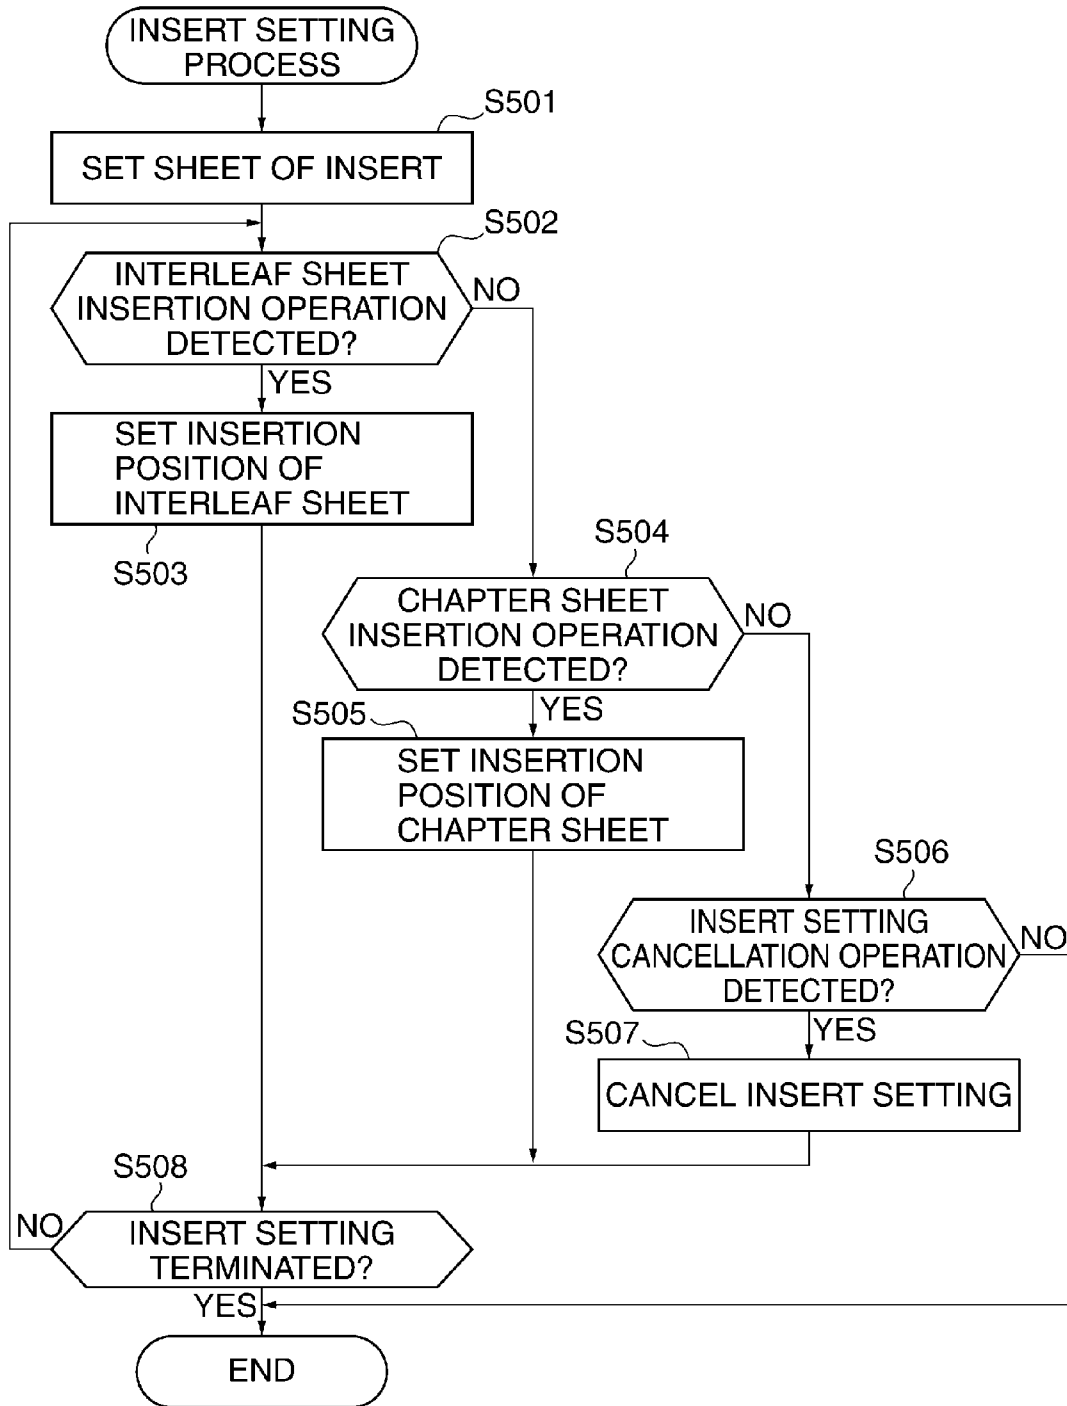 INSERT SETTING
PROCESS
S501
SET SHEET OF INSERT
S502
INTERLEAF SHEET
INSERTION OPERATION
DETECTED?
NO
YES
SET INSERTION
POSITION OF
INTERLEAF SHEET
S503
S504
CHAPTER SHEET
INSERTION OPERATION
DETECTED?
NO
YES
S505
SET INSERTION
POSITION OF
CHAPTER SHEET
S506
INSERT SETTING
CANCELLATION OPERATION
DETECTED?
NO
YES
S507
CANCEL INSERT SETTING
S508
INSERT SETTING
TERMINATED?
NO
YES
END